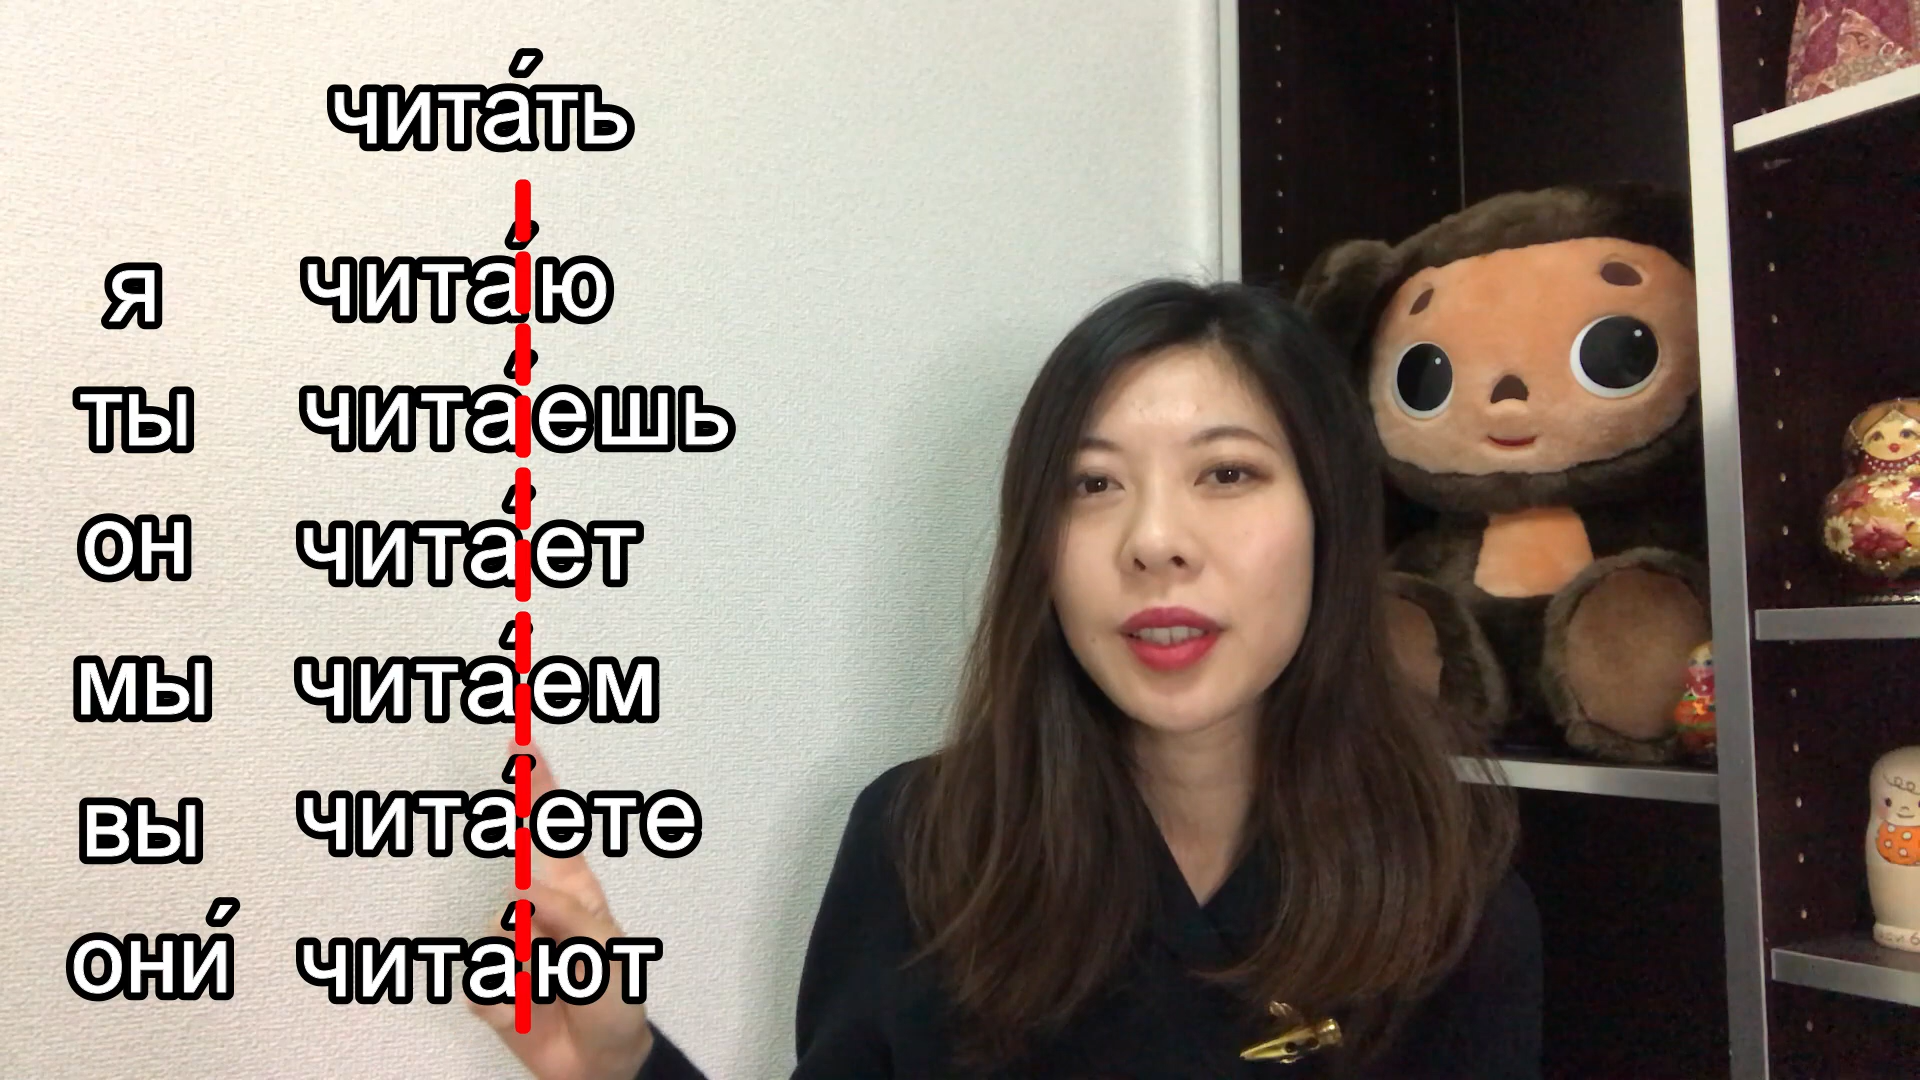 чита́ть
я чита́ю
ты чита́ешь
он чита́ет
мы чита́ем
вы чита́ете
они́ чита́ют